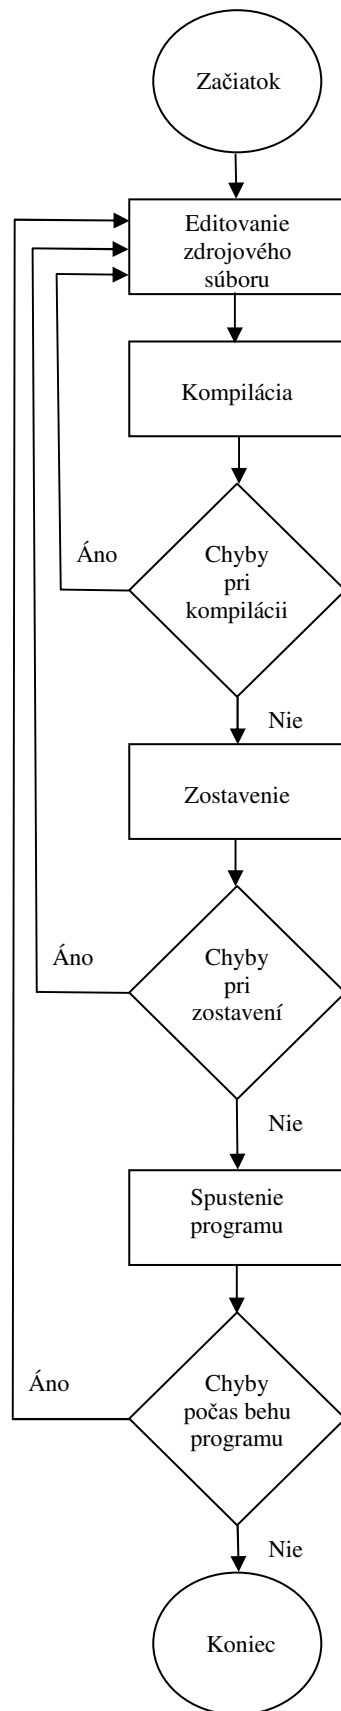 Začiatok
Editovanie
zdrojového
súboru
Kompilácia
Áno
Chyby
pri
kompilácii
Nie
Zostavenie
Áno
Chyby
pri
zostavení
Nie
Spustenie
programu
Áno
Chyby
počas behu
programu
Nie
Koniec